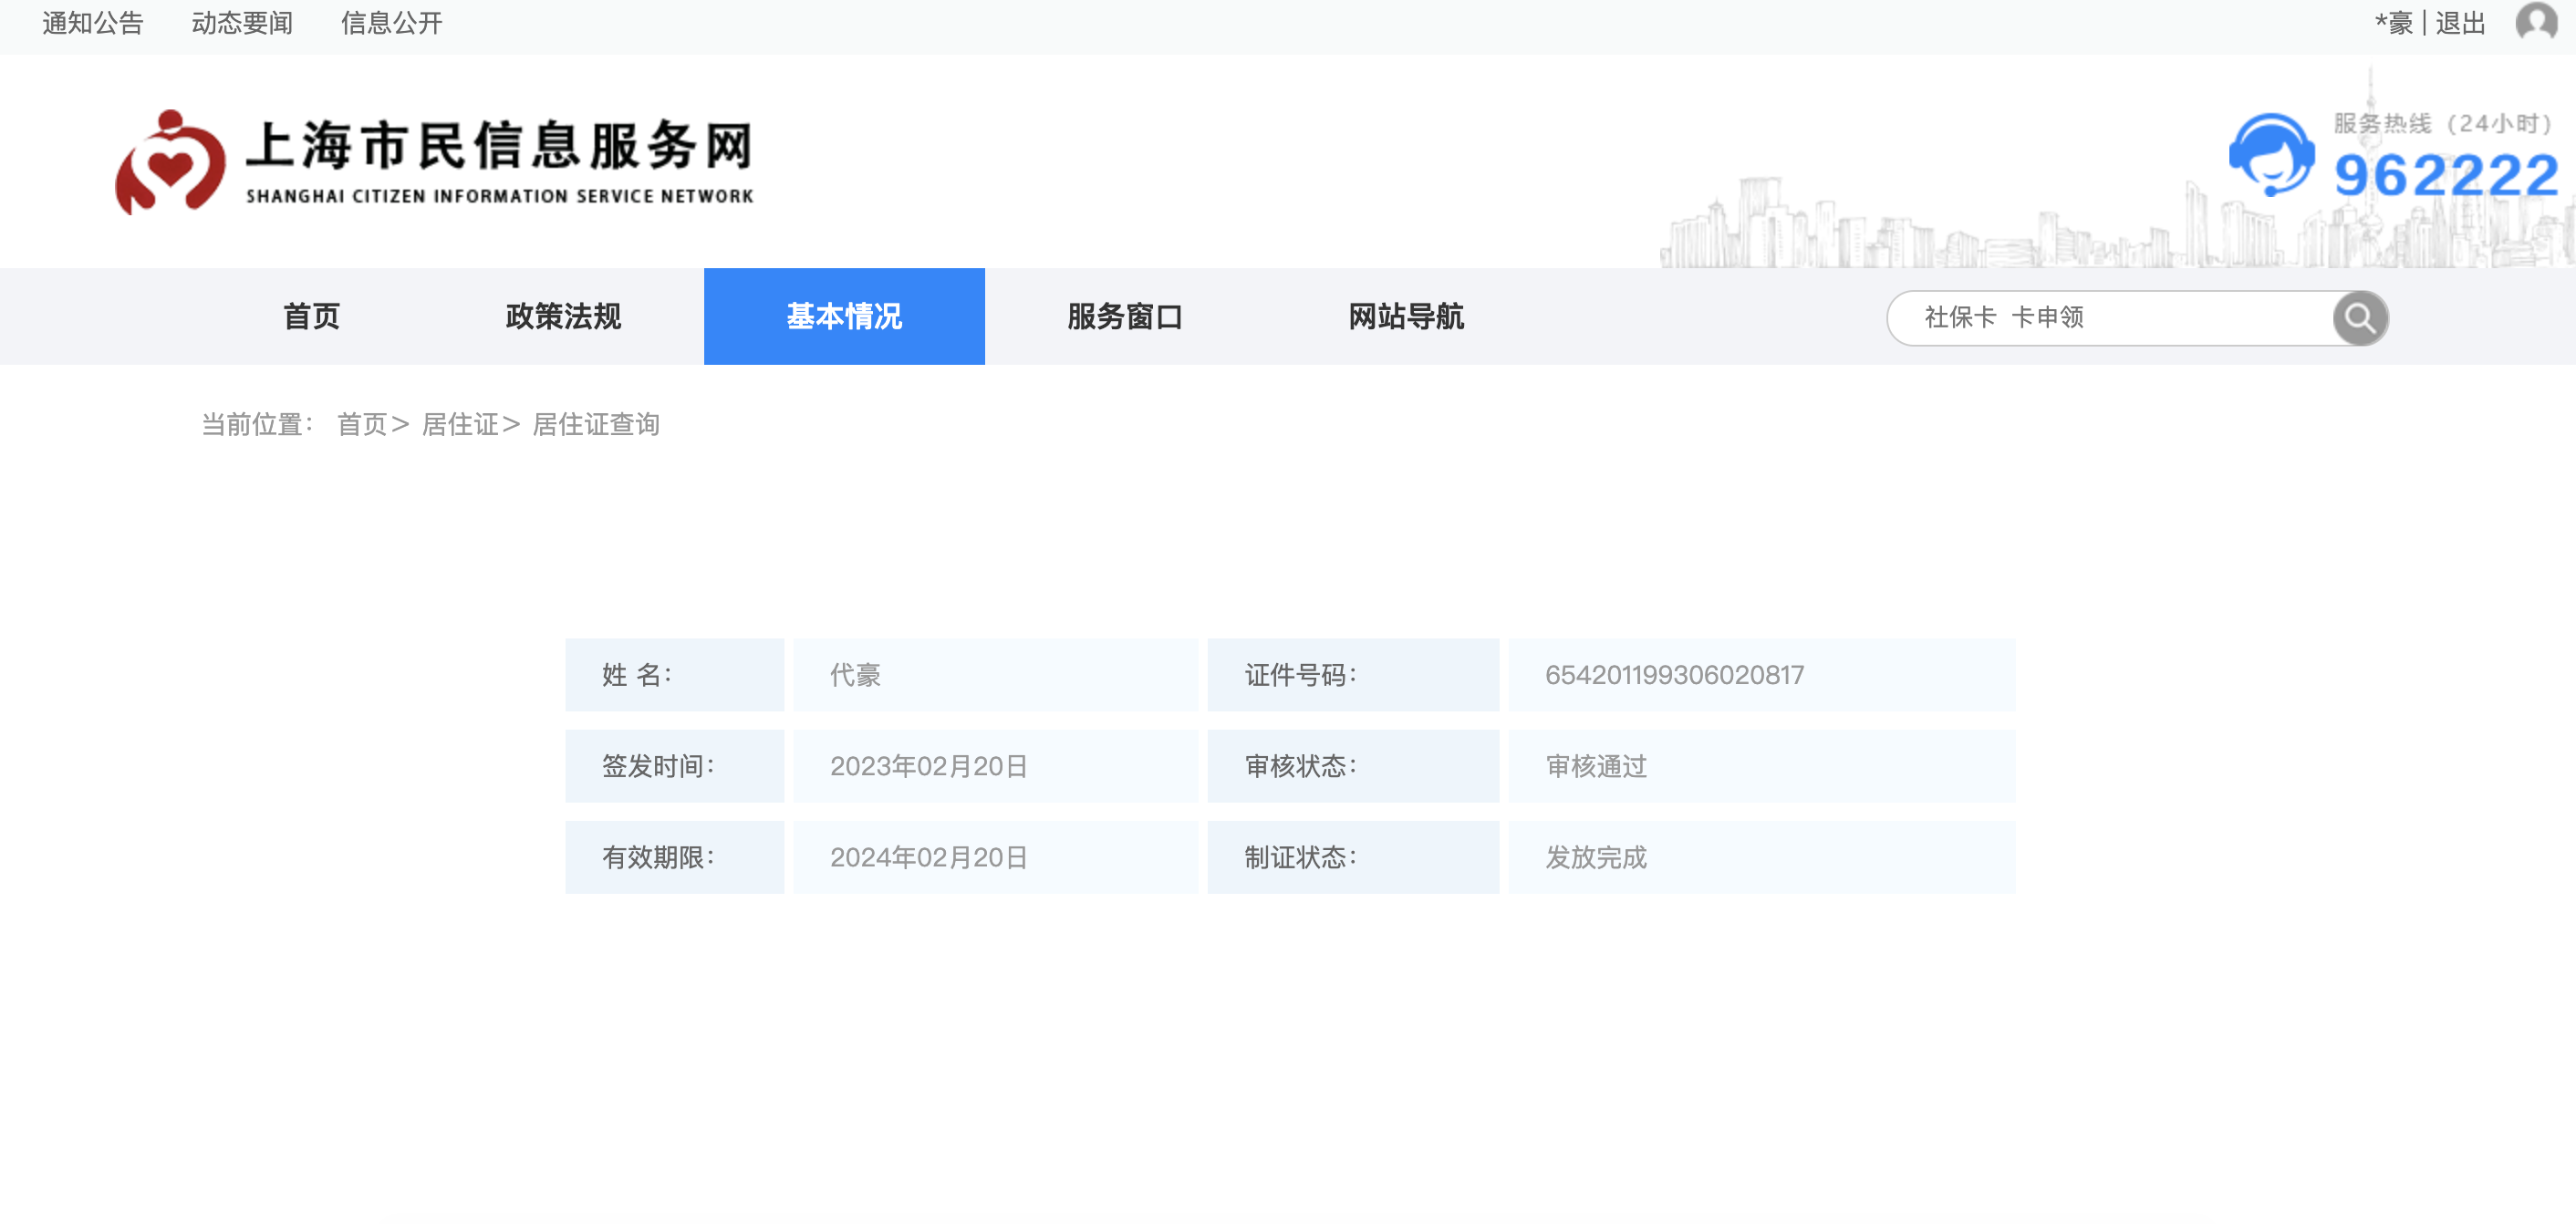 通知公告 动态要闻 信息公开 *豪 | 退出
上海市民信息服务网
SHANGHAI CITIZEN INFORMATION SERVICE NETWORK
服务热线（24小时）
962222
首页 政策法规 基本情况 服务窗口 网站导航 社保卡 卡申领
当前位置： 首页> 居住证> 居住证查询
姓 名： 代豪 证件号码： 654201199306020817
签发时间： 2023年02月20日 审核状态： 审核通过
有效期限： 2024年02月20日 制证状态： 发放完成